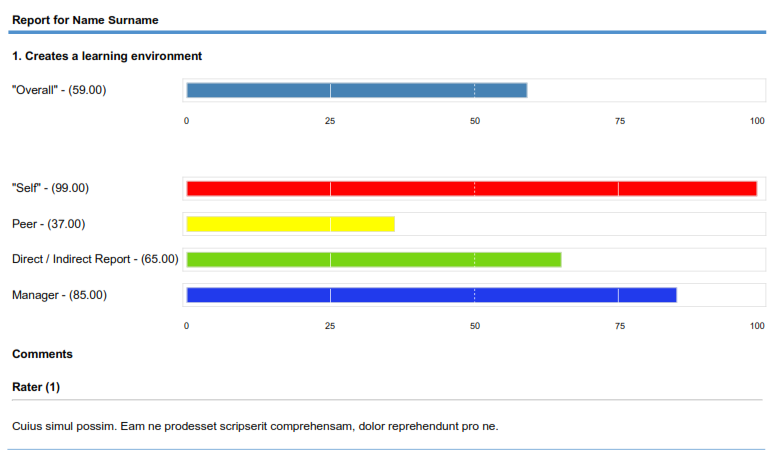 Report for Name Surname
1. Creates a learning environment
"Overall" - (59.00)
0 25 50 75 100
"Self" - (99.00)
Peer - (37.00)
Direct / Indirect Report - (65.00)
Manager - (85.00)
0 25 50 75 100
Comments
Rater (1)
Cuius simul possim. Eam ne prodesset scripserit comprehensam, dolor reprehendunt pro ne.